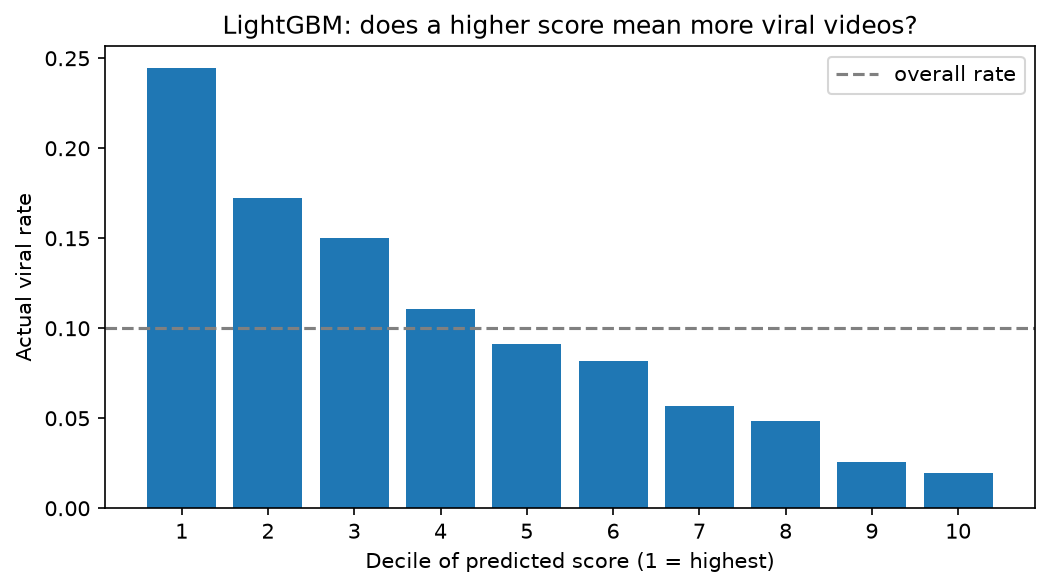 LightGBM: does a higher score mean more viral videos?
overall rate
Actual viral rate
0.25
0.20
0.15
0.10
0.05
0.00
1 2 3 4 5 6 7 8 9 10
Decile of predicted score (1 = highest)